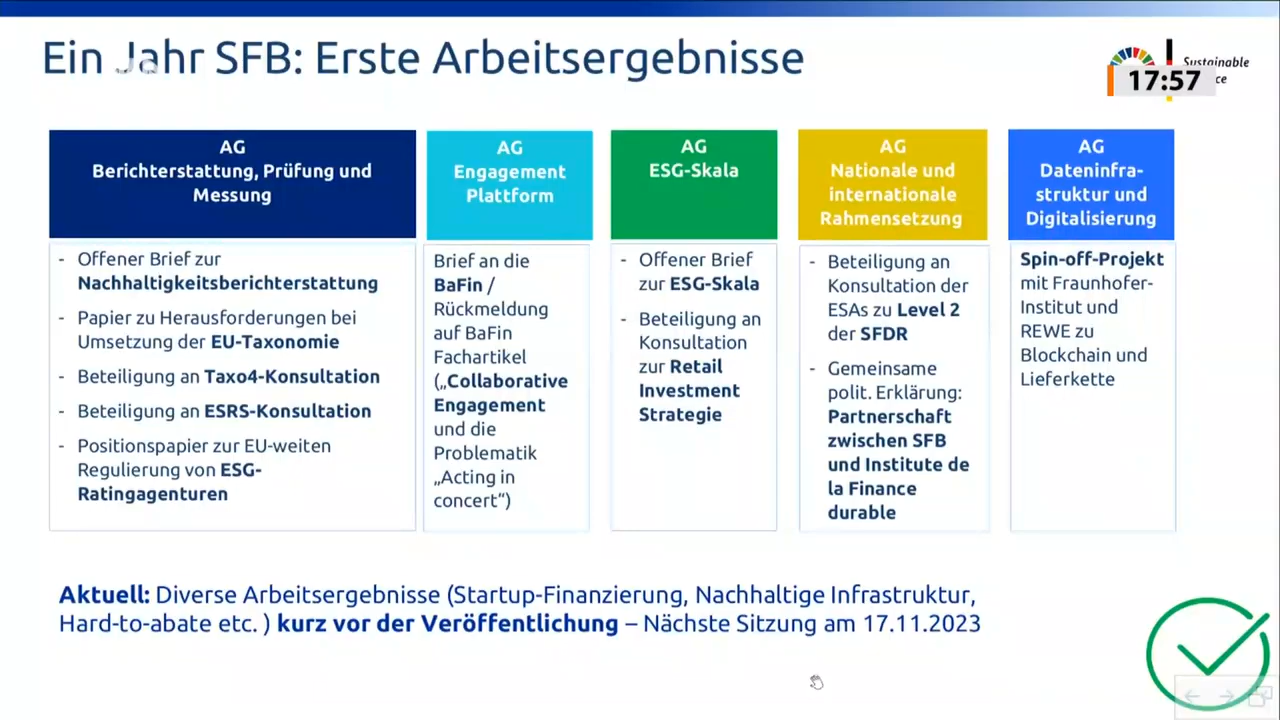 Ein Jahr SFB: Erste Arbeitsergebnisse
Sustainable
17:57
AG
Berichterstattung, Prüfung und
Messung
- Offener Brief zur
Nachhaltigkeitsberichterstattung
- Papier zu Herausforderungen bei
Umsetzung der EU-Taxonomie
- Beteiligung an Taxo4-Konsultation
- Beteiligung an ESRS-Konsultation
- Positionspapier zur EU-weiten
Regulierung von ESG-
Ratingagenturen
AG
Engagement
Plattform
Brief an die
BaFin /
Rückmeldung
auf BaFin
Fachartikel
(„Collaborative
Engagement
und die
Problematik
„Acting in
concert“)
AG
ESG-Skala
- Offener Brief
zur ESG-Skala
- Beteiligung an
Konsultation
zur Retail
Investment
Strategie
AG
Nationale und
internationale
Rahmensetzung
- Beteiligung an
Konsultation der
ESAs zu Level 2
der SFDR
- Gemeinsame
polit. Erklärung:
Partnerschaft
zwischen SFB
und Institute de
la Finance
durable
AG
Dateninfra-
struktur und
Digitalisierung
Spin-off-Projekt
mit Fraunhofer-
Institut und
REWE zu
Blockchain und
Lieferkette
Aktuell: Diverse Arbeitsergebnisse (Startup-Finanzierung, Nachhaltige Infrastruktur,
Hard-to-abate etc. ) kurz vor der Veröffentlichung – Nächste Sitzung am 17.11.2023